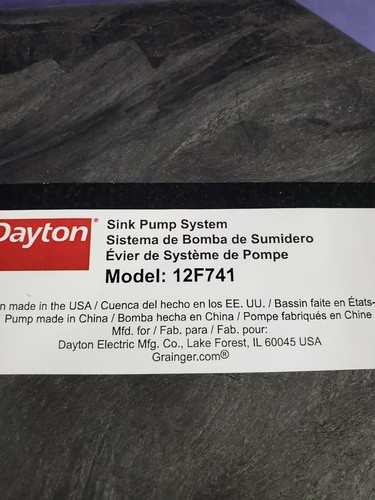 Dayton®
Sink Pump System
Sistema de Bomba de Sumidero
Évier de Système de Pompe
Model: 12F741
made in the USA / Cuenca del hecho en los EE. UU. / Bassin faite en États-
Pump made in China / Bomba hecha en China / Pompe fabriqués en Chine
Mfd. for / Fab. para / Fab. pour:
Dayton Electric Mfg. Co., Lake Forest, IL 60045 USA
Grainger.com®